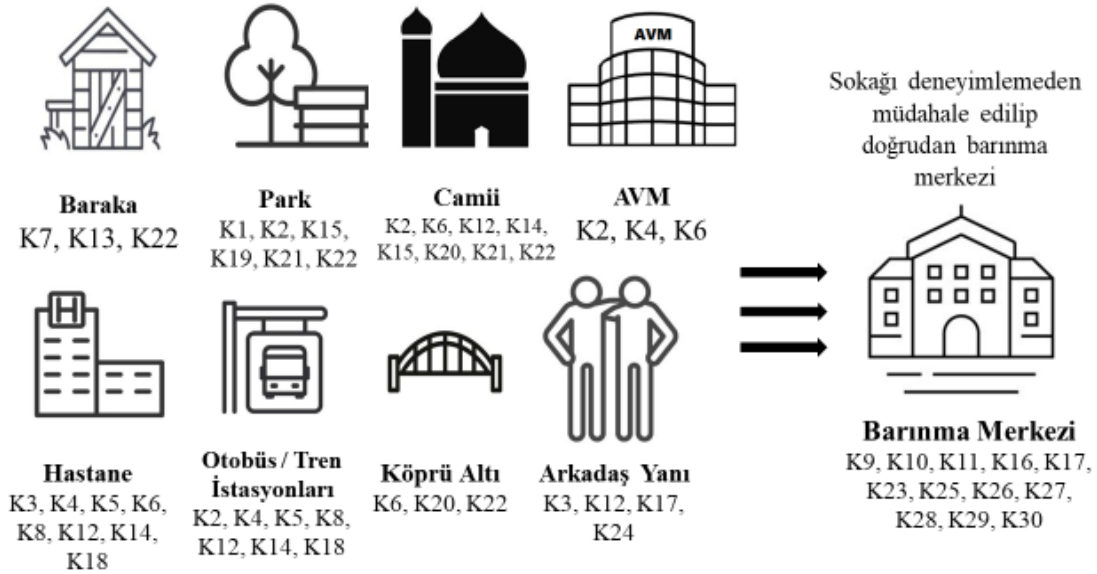 AVM
Baraka
K7, K13, K22
Park
K1, K2, K15,
K19, K21, K22
Camii
K2, K6, K12, K14,
K15, K20, K21, K22
AVM
K2, K4, K6
Sokağı deneyimlemeden
müdahale edilip
doğrudan barınma
merkezi
H
Hastane
K3, K4, K5, K6,
K8, K12, K14,
K18
Otobüs / Tren
İstasyonları
K2, K4, K5, K8,
K12, K14, K18
Köprü Altı
K6, K20, K22
Arkadaş Yanı
K3, K12, K17,
K24
Barınma Merkezi
K9, K10, K11, K16, K17,
K23, K25, K26, K27,
K28, K29, K30